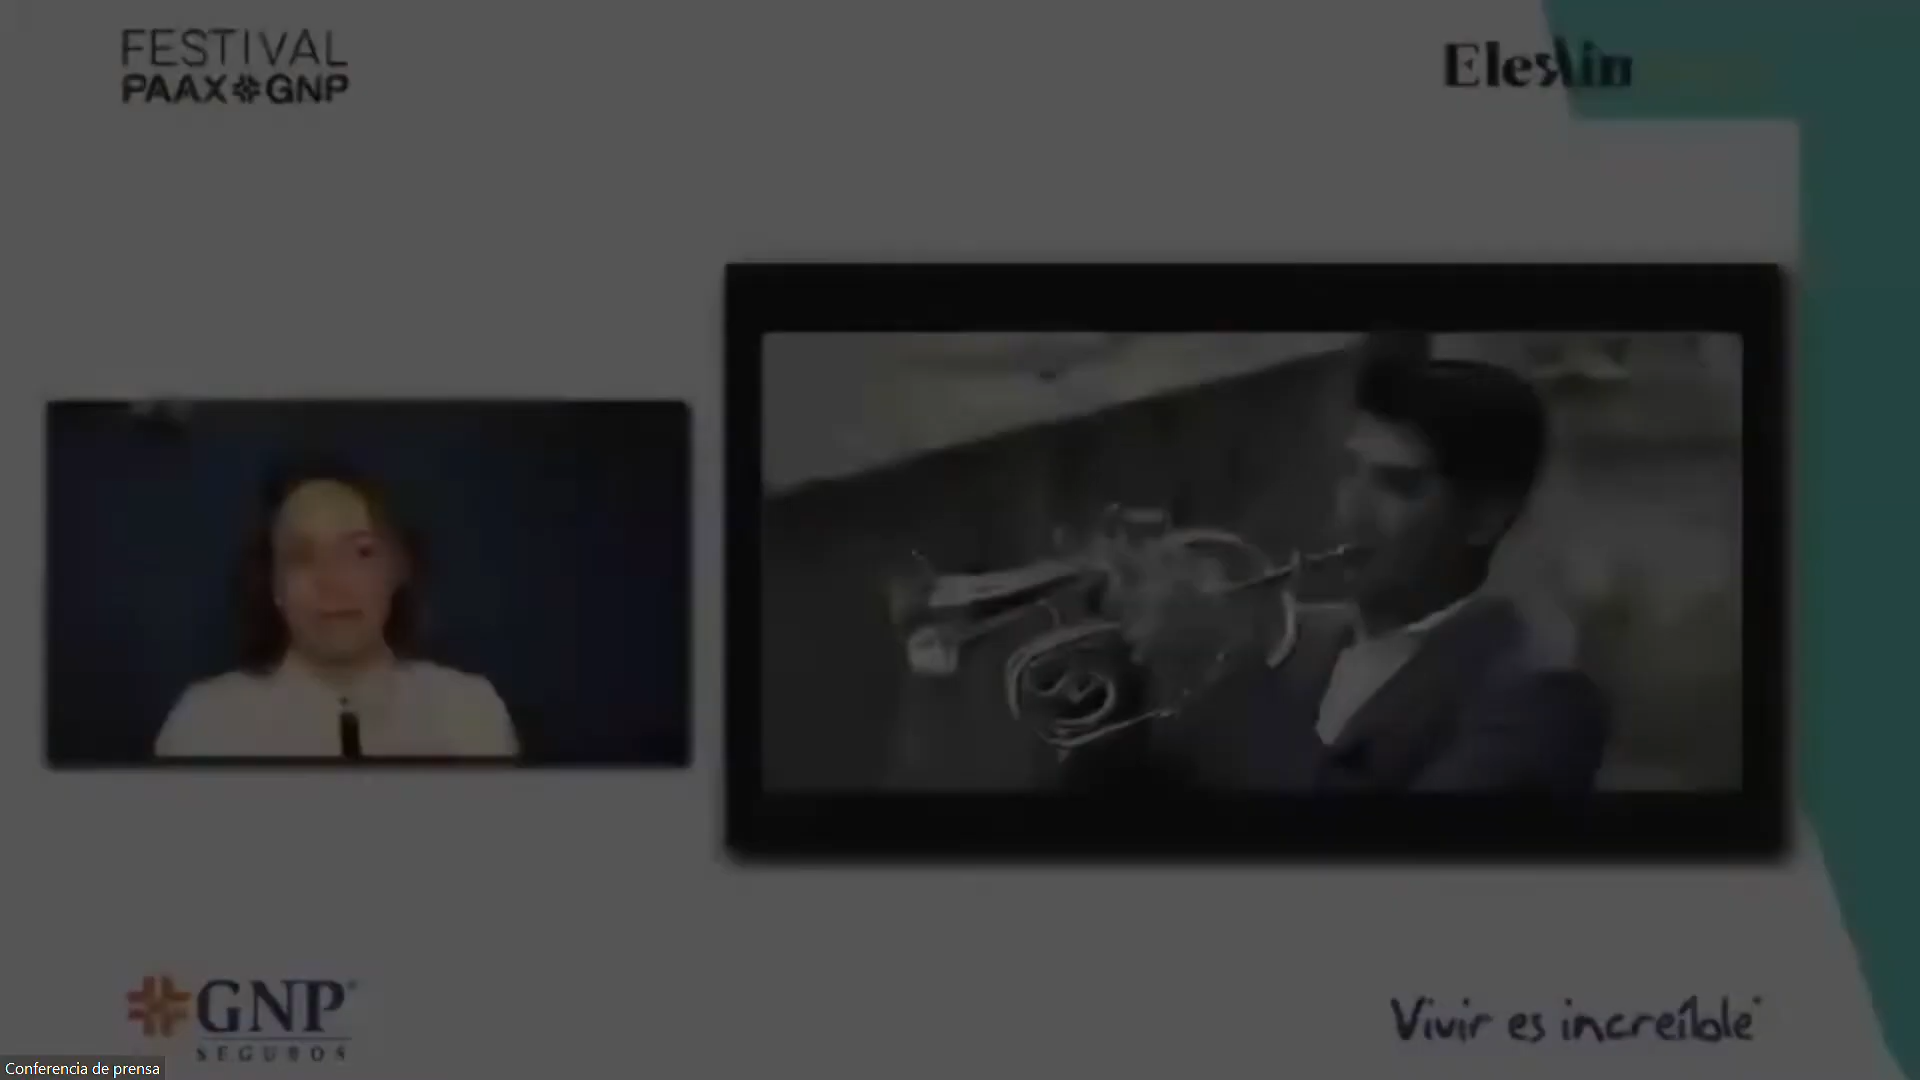 FESTIVAL
PAAX GNP
GNP
SEGUROS
Vivir es increíble
Conferencia de prensa